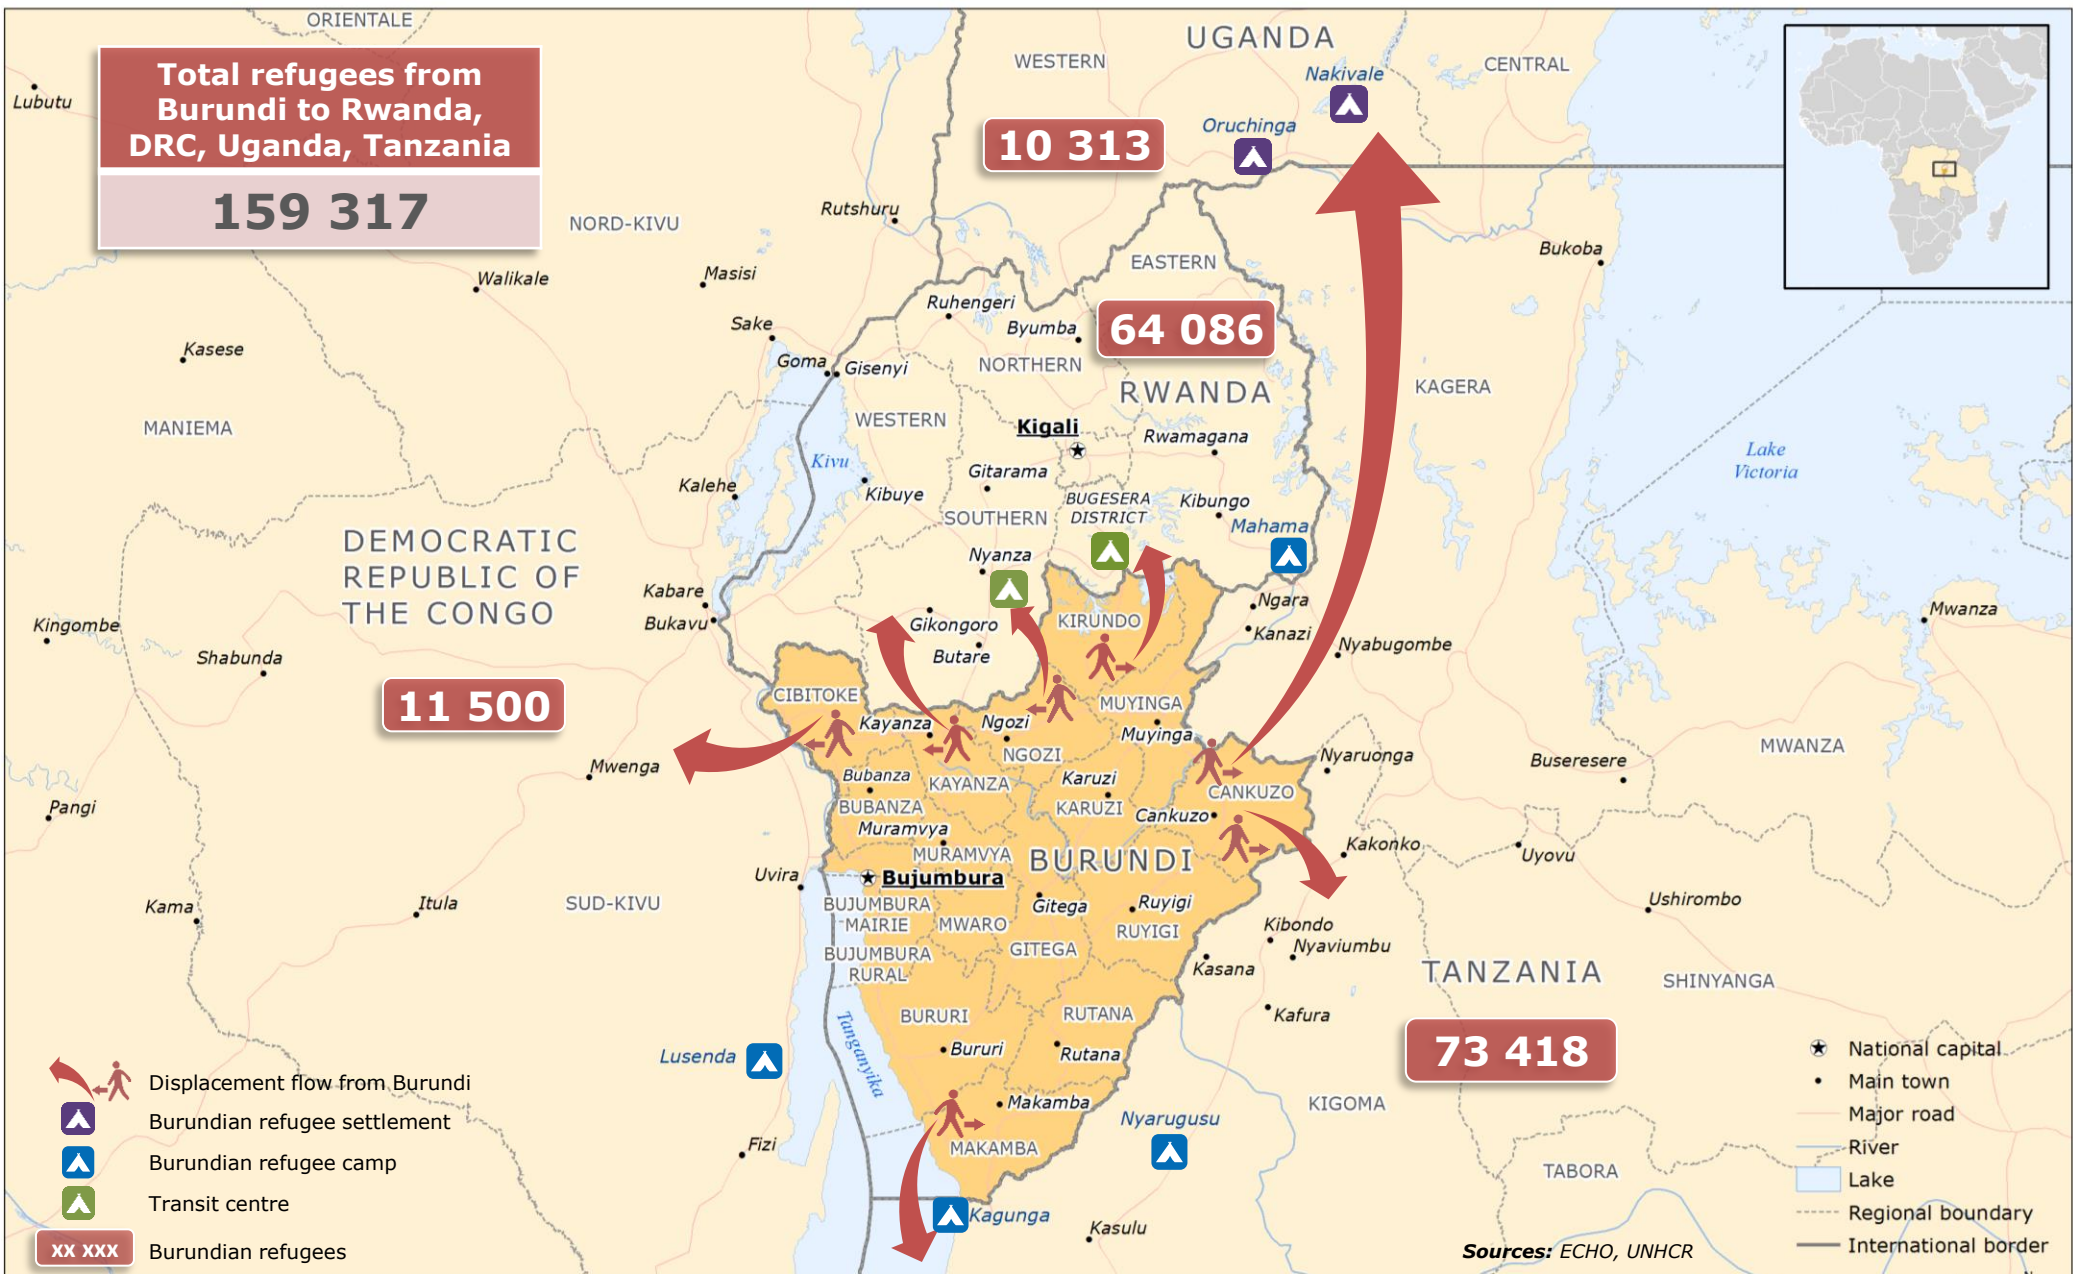 ORIENTALE
Total refugees from
Burundi to Rwanda,
DRC, Uganda, Tanzania
159 317
UGANDA
WESTERN
Nakivale
CENTRAL
Lubutu
Oruchinga
10 313
NORD-KIVU
Rutshuru
Bukoba
EASTERN
Walikale
Masisi
Ruhengeri
Byumba
64 086
Sake
Kasese
Goma
Gisenyi
NORTHERN
RWANDA
KAGERA
MANIEMA
WESTERN
Kigali
Rwamagana
Lake
Victoria
Kivu
Gitarama
Kalehe
Kibuye
BUGESERA
DISTRICT
Kibungo
SOUTHERN
Mahama
DEMOCRATIC
REPUBLIC OF
THE CONGO
Nyanza
Kabare
Bukavu
Ngara
Mwanza
Kingombe
Gikongoro
KIRUNDO
Kanazi
Nyabugombe
Shabunda
Butare
CIBITOKE
MUYINGA
11 500
Kayanza
Ngozi
Muyinga
NGOZI
MWANZA
Nyaruonga
Buseresere
Mwenga
Bubanza
KAYANZA
Karuzi
CANKUZO
Pangi
BUBANZA
KARUZI
Cankuzo
Muramvya
MURAMVYA
BURUNDI
Kakonko
Uyovu
Uvira
Bujumbura
Kama
Itula
SUD-KIVU
BUJUMBURA
MAIRIE
MWARO
Gitega
Ruyigi
RUYIGI
Ushirombo
Kibondo
Nyaviumbu
BUJUMBURA
RURAL
GITEGA
Kasana
TANZANIA
SHINYANGA
BURURI
RUTANA
Kafura
Tanganyika
Bururi
Rutana
73 418
Lusenda
Makamba
Nyarugusu
KIGOMA
Fizi
MAKAMBA
TABORA
Kagunga
Kasulu
Displacement flow from Burundi
Burundian refugee settlement
Burundian refugee camp
Transit centre
XX XXX
Burundian refugees
National capital
Main town
Major road
River
Lake
Regional boundary
International border
Sources: ECHO, UNHCR